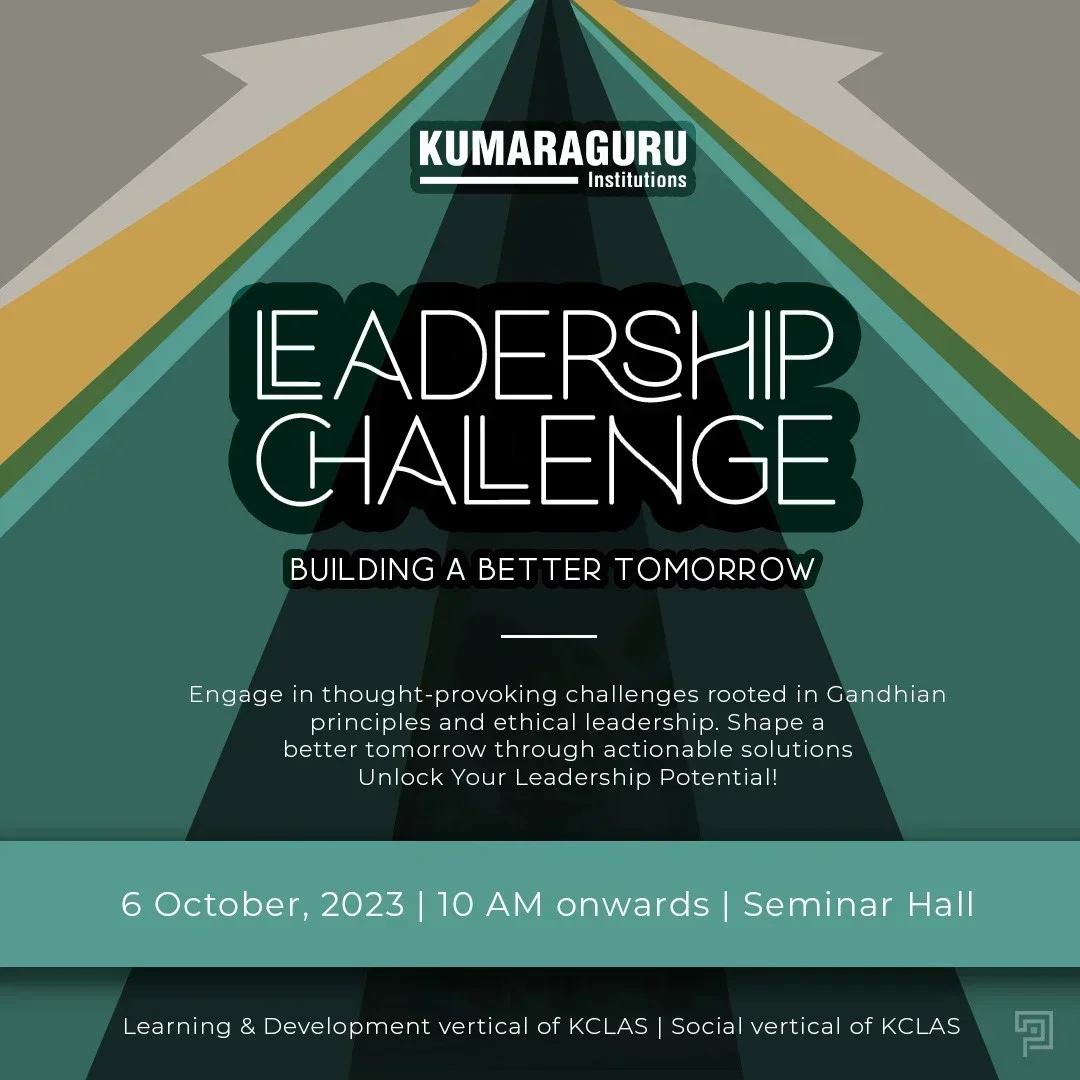 KUMARAGURU
Institutions
LEADERSHIP
CHALLENGE
BUILDING A BETTER TOMORROW
Engage in thought-provoking challenges rooted in Gandhian
principles and ethical leadership. Shape a
better tomorrow through actionable solutions
Unlock Your Leadership Potential!
6 October, 2023 | 10 AM onwards | Seminar Hall
Learning & Development vertical of KCLAS | Social vertical of KCLAS